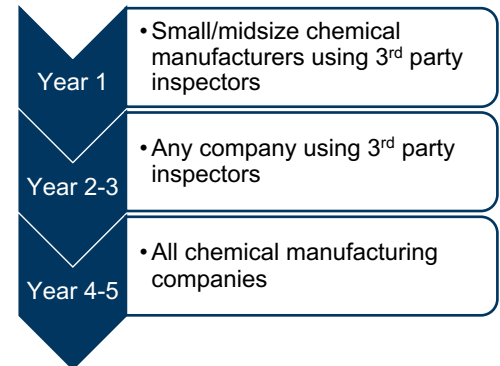 Year 1
•Small/midsize chemical
manufacturers using 3rd party
inspectors
Year 2-3
•Any company using 3rd party
inspectors
Year 4-5
•All chemical manufacturing
companies